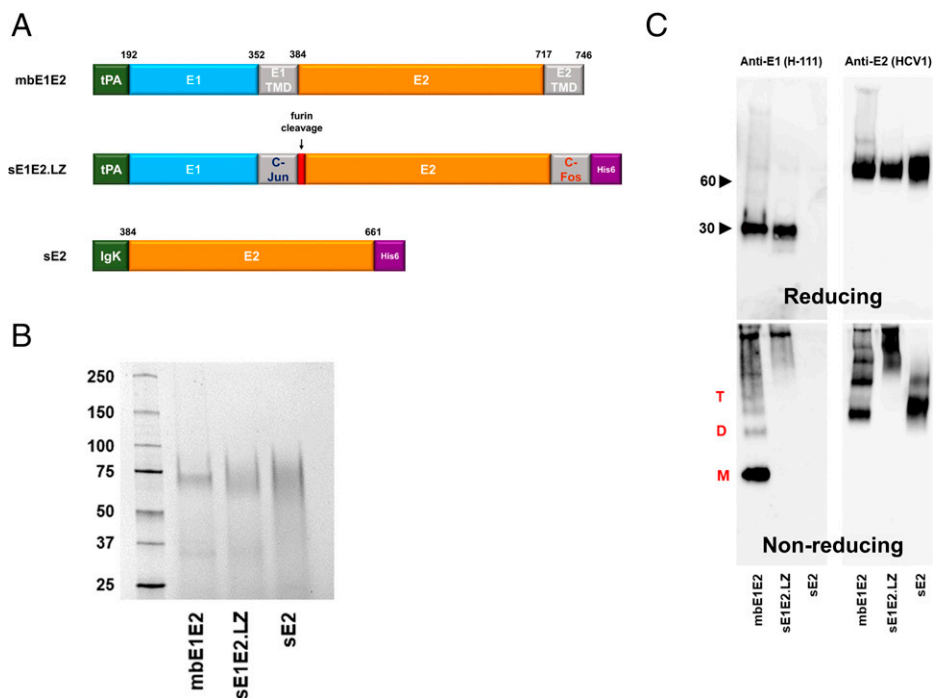 A
192 352 384 717 746
mbE1E2 tPA E1 E1 TMD E2 E2 TMD
furin
cleavage
sE1E2.LZ tPA E1 C-Jun E2 C-Fos His6
384 661
sE2 IgK E2 His6
B
250
150
100
75
50
37
25
mbE1E2
sE1E2.LZ
sE2
C
Anti-E1 (H-111) Anti-E2 (HCV1)
60
30
Reducing
T
D
M
Non-reducing
mbE1E2
sE1E2.LZ
sE2
mbE1E2
sE1E2.LZ
sE2